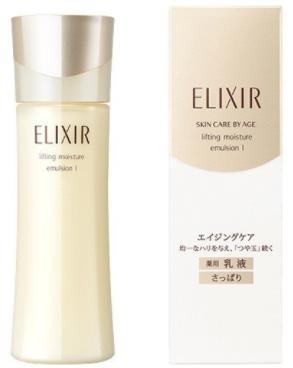 ELIXIR
lifting moisture
emulsion I
ELIXIR
SKIN CARE BY AGE
lifting moisture
emulsion I
エイジングケア
均一なハリを与え、「つや玉」続く
薬用 乳液
さっぱり